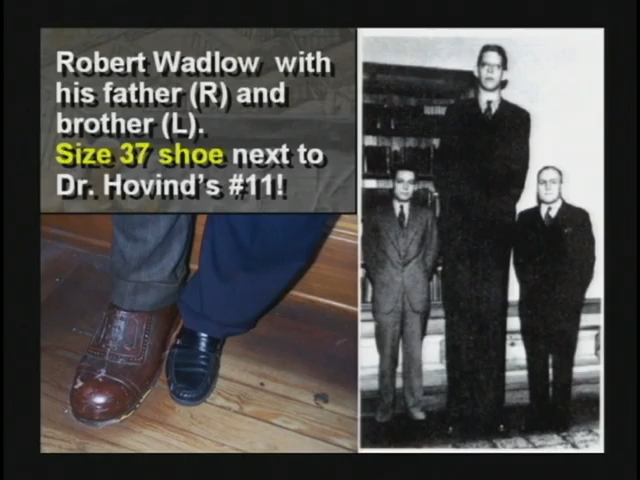 Robert Wadlow with
his father (R) and
brother (L).
Size 37 shoe next to
Dr. Hovind's #11!